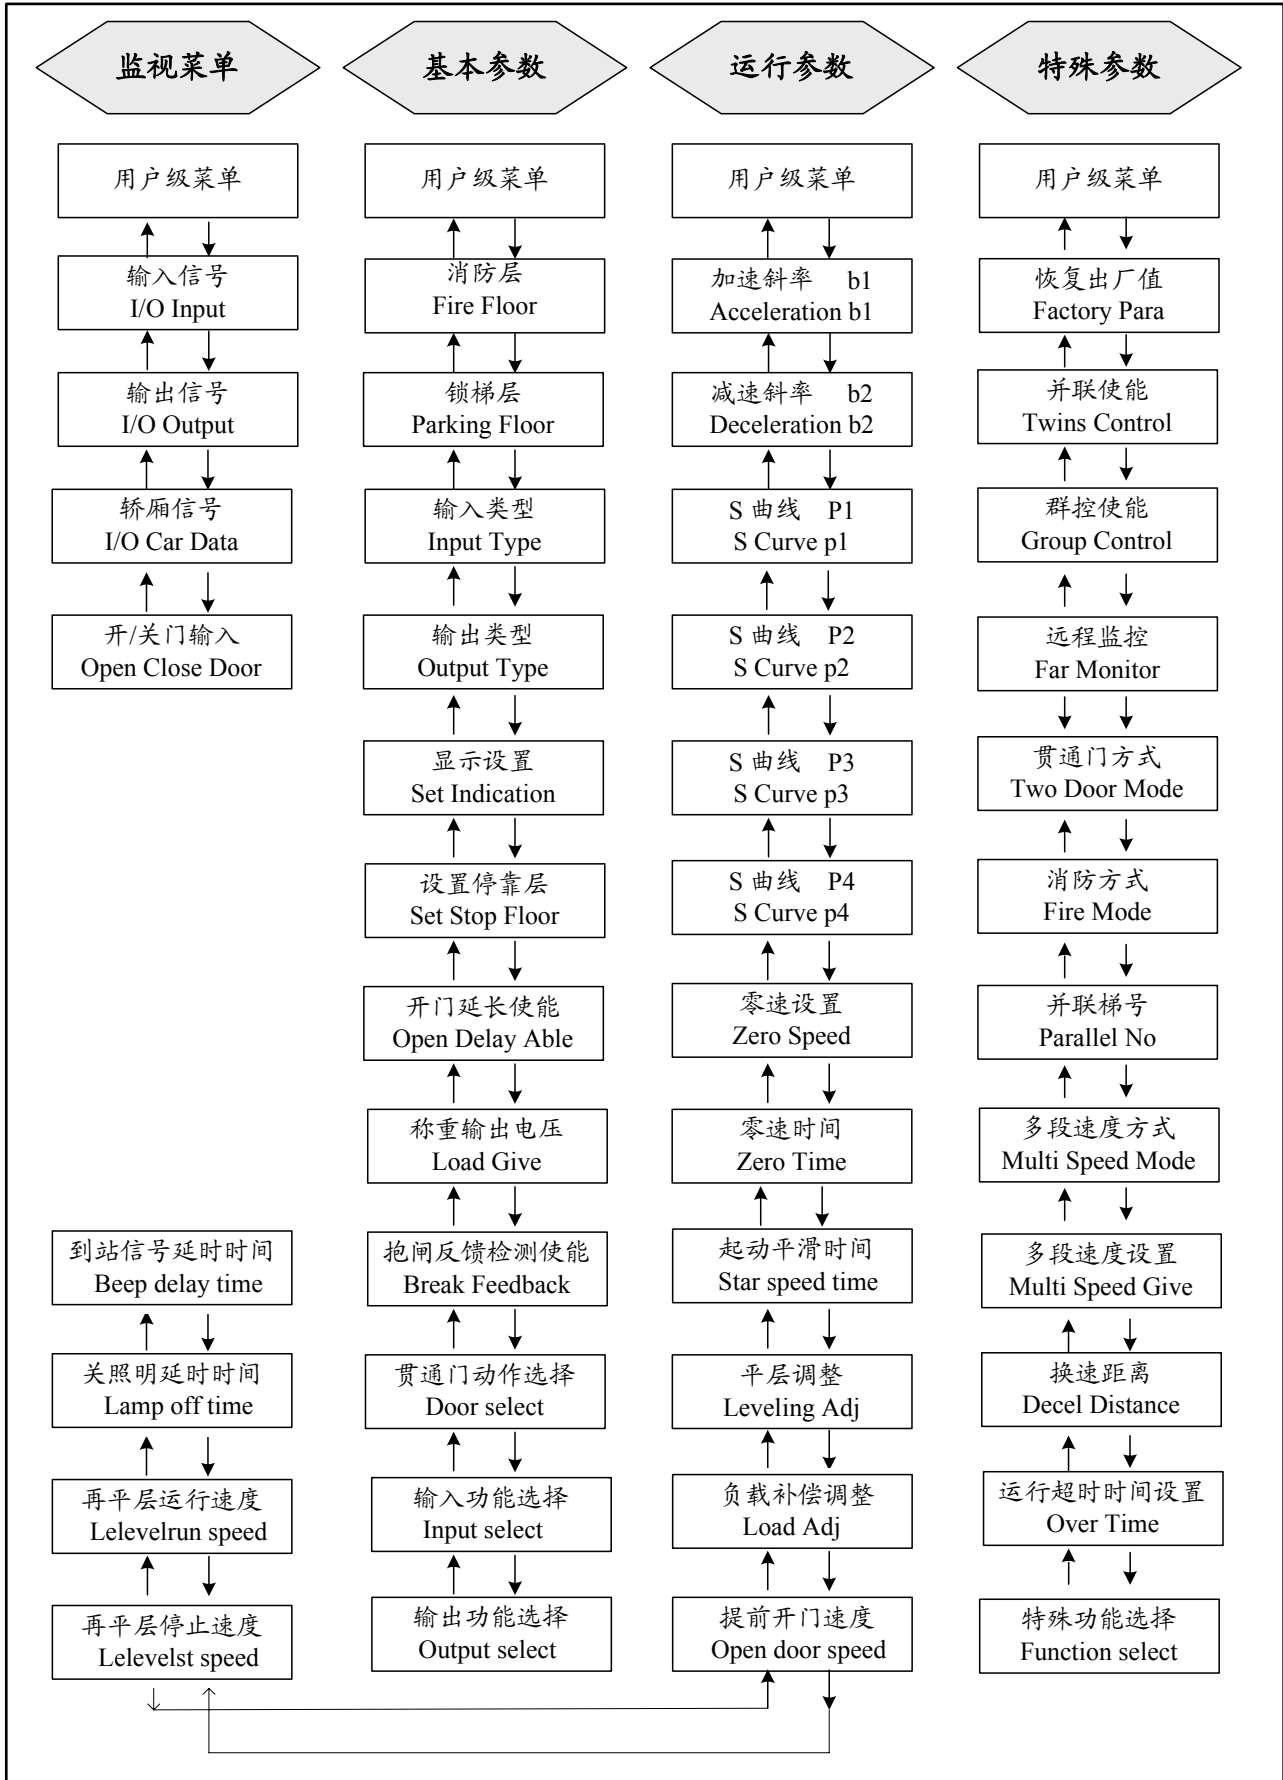 监视菜单
用户级菜单
输入信号
I/O Input
输出信号
I/O Output
轿厢信号
I/O Car Data
开/关门输入
Open Close Door
到站信号延时时间
Beep delay time
关照明延时时间
Lamp off time
再平层运行速度
Lelevelrun speed
再平层停止速度
Lelevelst speed
基本参数
用户级菜单
消防层
Fire Floor
锁梯层
Parking Floor
输入类型
Input Type
输出类型
Output Type
显示设置
Set Indication
设置停靠层
Set Stop Floor
开门延长使能
Open Delay Able
称重输出电压
Load Give
抱闸反馈检测使能
Break Feedback
贯通门动作选择
Door select
输入功能选择
Input select
输出功能选择
Output select
运行参数
用户级菜单
加速斜率 b1
Acceleration b1
减速斜率 b2
Deceleration b2
S 曲线 P1
S Curve p1
S 曲线 P2
S Curve p2
S 曲线 P3
S Curve p3
S 曲线 P4
S Curve p4
零速设置
Zero Speed
零速时间
Zero Time
起动平滑时间
Star speed time
平层调整
Leveling Adj
负载补偿调整
Load Adj
提前开门速度
Open door speed
特殊参数
用户级菜单
恢复出厂值
Factory Para
并联使能
Twins Control
群控使能
Group Control
远程监控
Far Monitor
贯通门方式
Two Door Mode
消防方式
Fire Mode
并联梯号
Parallel No
多段速度方式
Multi Speed Mode
多段速度设置
Multi Speed Give
换速距离
Decel Distance
运行超时时间设置
Over Time
特殊功能选择
Function select